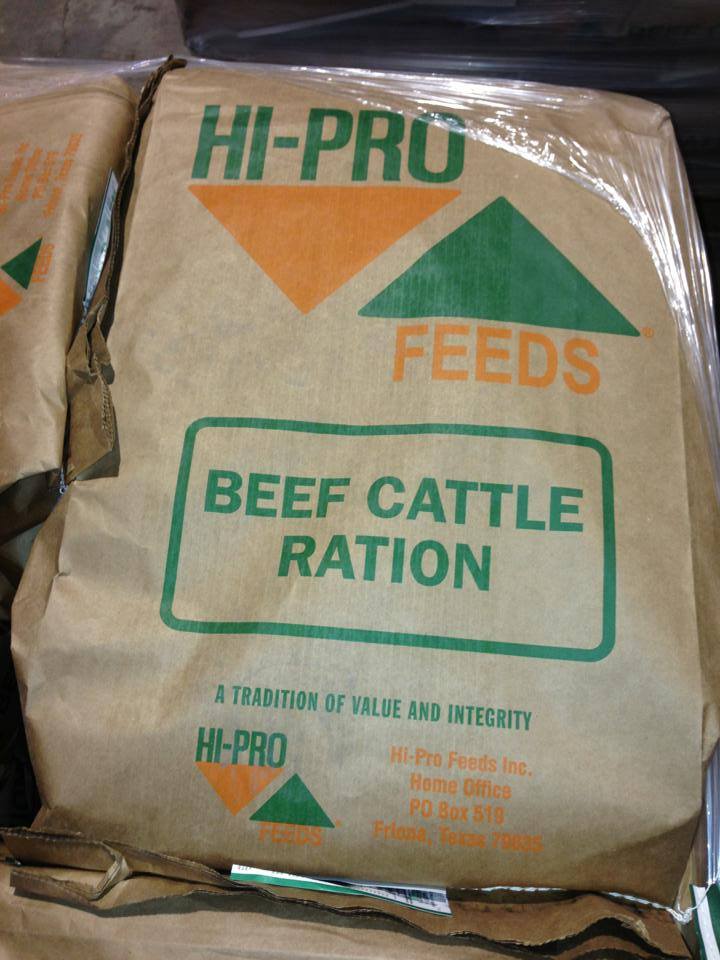 HI-PRO
FEEDS
®
BEEF CATTLE
RATION
A TRADITION OF VALUE AND INTEGRITY
HI-PRO
FEEDS
Hi-Pro Feeds Inc.
Home Office
PO Box 519
Friona, Texas 79035
FEEDS